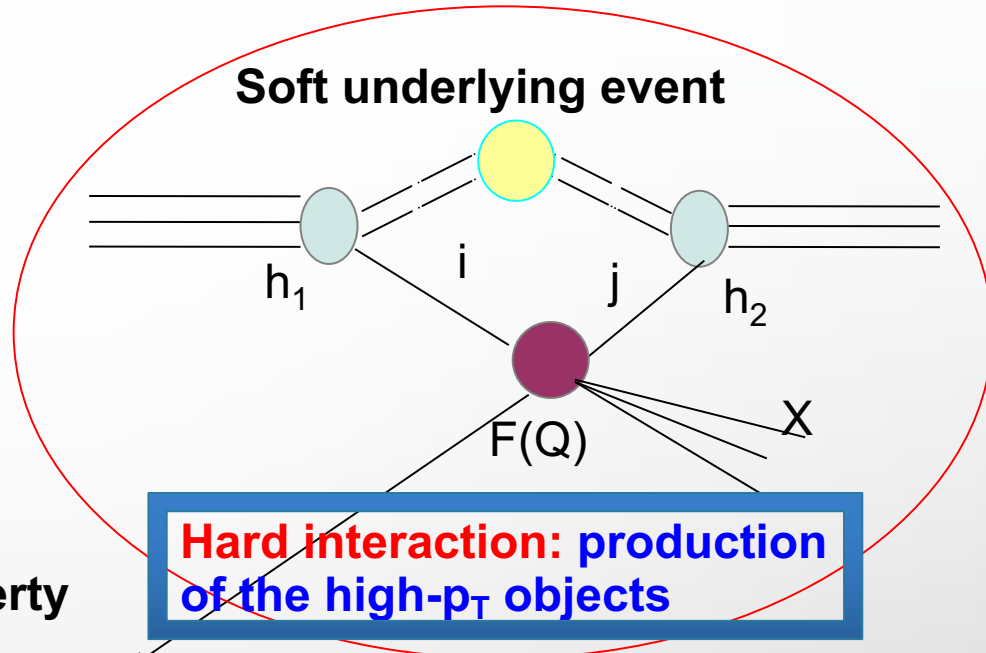 Soft underlying event
i
j
h₁
h₂
X
F(Q)
Hard interaction: production
of the high-pT objects
erty